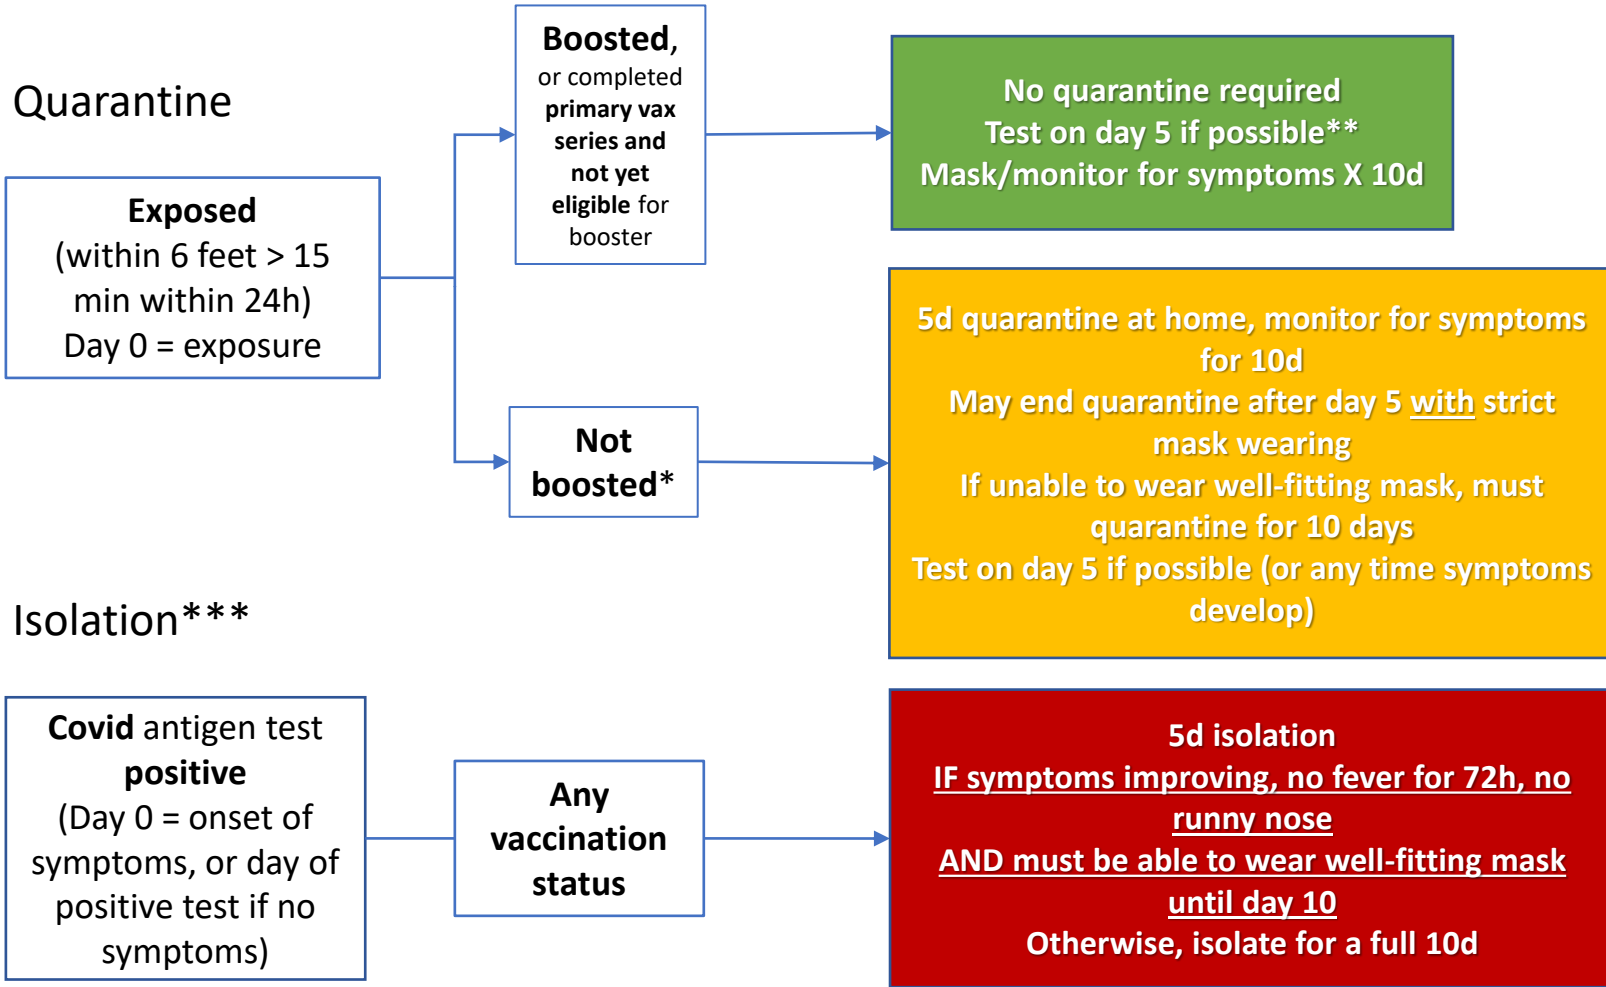 Quarantine
Exposed
(within 6 feet > 15
min within 24h)
Day 0 = exposure
Boosted,
or completed
primary vax
series and
not yet
eligible for
booster
No quarantine required
Test on day 5 if possible**
Mask/monitor for symptoms X 10d
Not
boosted*
5d quarantine at home, monitor for symptoms
for 10d
May end quarantine after day 5 with strict
mask wearing
If unable to wear well-fitting mask, must
quarantine for 10 days
Test on day 5 if possible (or any time symptoms
develop)
Isolation***
Covid antigen test
positive
(Day 0 = onset of
symptoms, or day of
positive test if no
symptoms)
Any
vaccination
status
5d isolation
IF symptoms improving, no fever for 72h, no
runny nose
AND must be able to wear well-fitting mask
until day 10
Otherwise, isolate for a full 10d